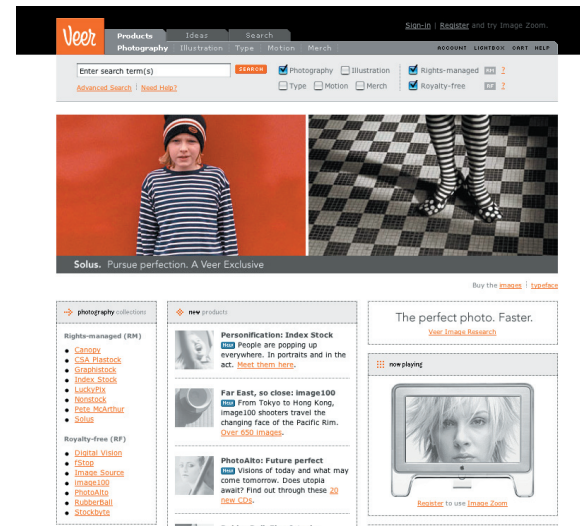 Veer
Products Ideas Search
Sign-in | Register and try Image Zoom.
Photography Illustration Type Motion Merch
ACCOUNT LIGHTBOX CART HELP
Enter search term(s)
SEARCH
Photography Illustration
Rights-managed RM ?
Advanced Search | Need Help?
Type Motion Merch
Royalty-free RF ?
Solus. Pursue perfection. A Veer Exclusive
Buy the images | typeface
photography collections
Rights-managed (RM)
Canopy
CSA Plastock
Graphistock
Index Stock
LuckyPix
Nonstock
Pete McArthur
Solus
Royalty-free (RF)
Digital Vision
fStop
Image Source
image100
PhotoAlto
RubberBall
Stockbyte
new products
Personification: Index Stock
New People are popping up
everywhere. In portraits and in the
act. Meet them here.
Far East, so close: image100
New From Tokyo to Hong Kong,
image100 shooters travel the
changing face of the Pacific Rim.
Over 650 images.
PhotoAlto: Future perfect
New Visions of today and what may
come tomorrow. Does utopia
await? Find out through these 20
new CDs.
The perfect photo. Faster.
Veer Image Research
now playing
Register to use Image Zoom